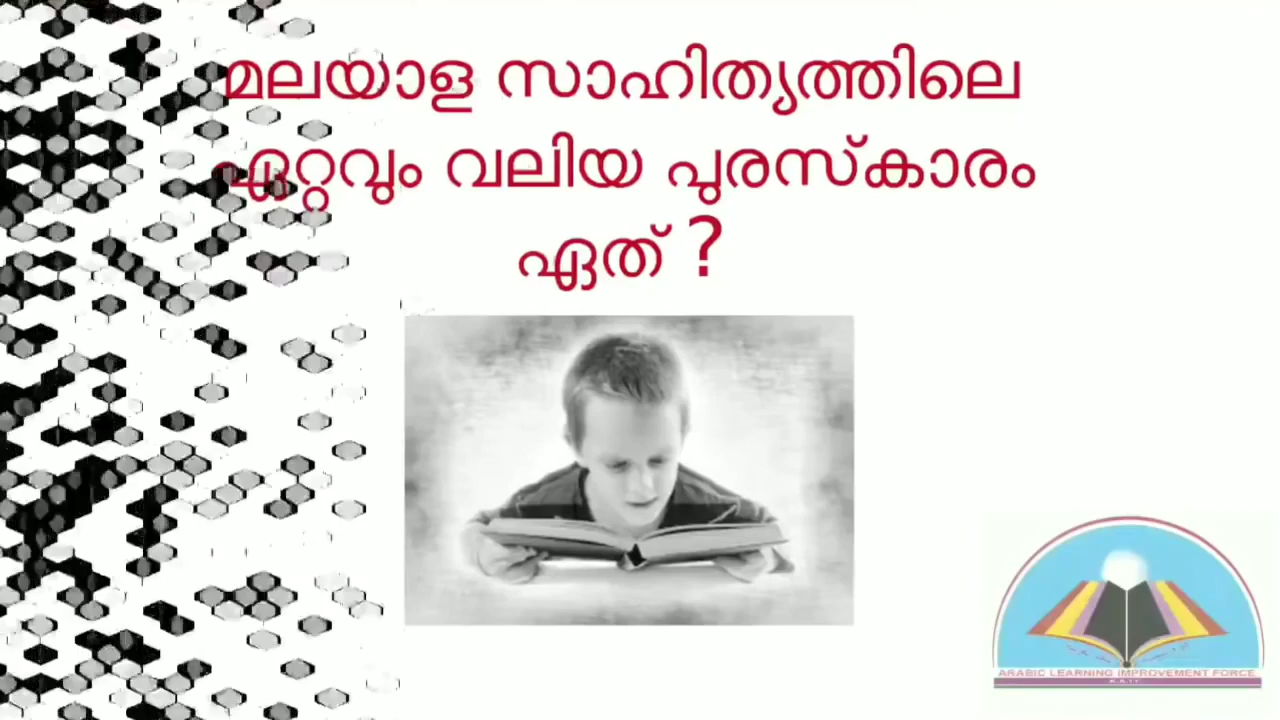 മലയാള സാഹിത്യത്തിലെ
ഏറ്റവും വലിയ പുരസ്കാരം
ഏത് ?
ARABIC LEARNING IMPROVEMENT FORCE